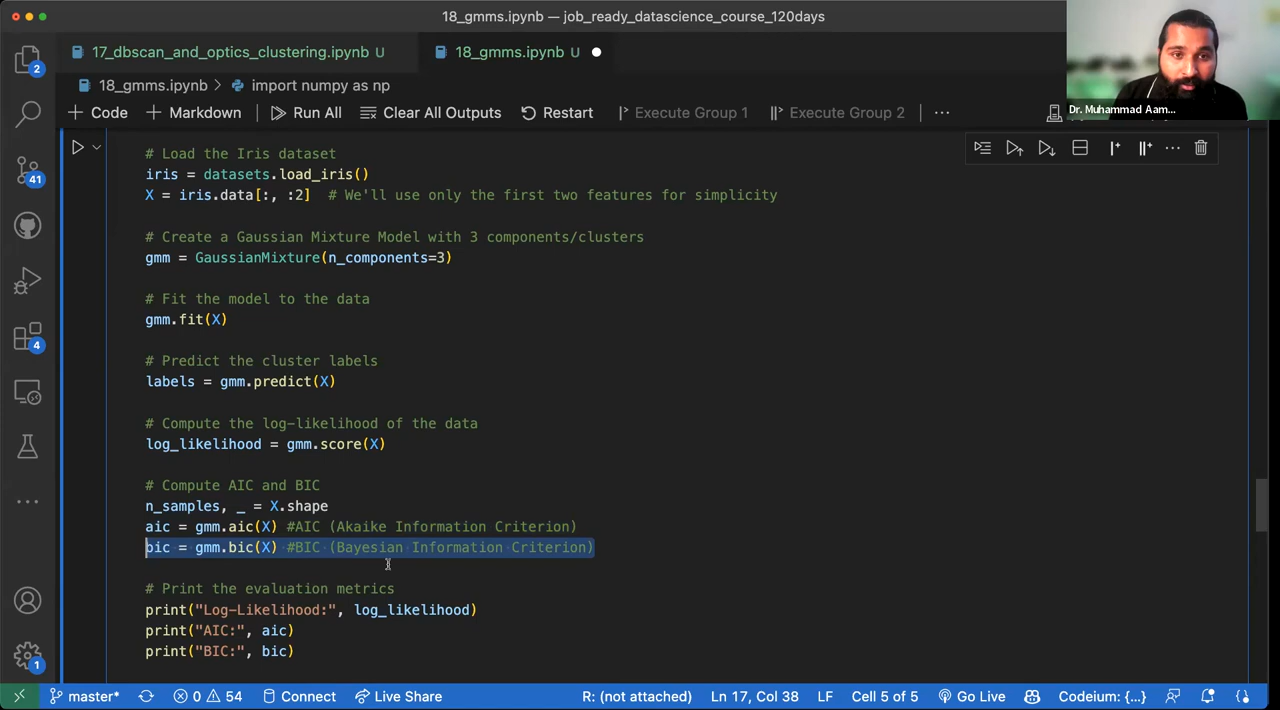 18_gmms.ipynb — job_ready_datascience_course_120days
17_dbscan_and_optics_clustering.ipynb U
18_gmms.ipynb U
18_gmms.ipynb > import numpy as np
Dr. Muhammad Aam...
+ Code + Markdown Run All Clear All Outputs Restart Execute Group 1 Execute Group 2 ...
# Load the Iris dataset
iris = datasets.load_iris()
X = iris.data[:, :2] # We'll use only the first two features for simplicity
# Create a Gaussian Mixture Model with 3 components/clusters
gmm = GaussianMixture(n_components=3)
# Fit the model to the data
gmm.fit(X)
# Predict the cluster labels
labels = gmm.predict(X)
# Compute the log-likelihood of the data
log_likelihood = gmm.score(X)
# Compute AIC and BIC
n_samples, _ = X.shape
aic = gmm.aic(X) #AIC (Akaike Information Criterion)
bic = gmm.bic(X) #BIC (Bayesian Information Criterion)
# Print the evaluation metrics
print("Log-Likelihood:", log_likelihood)
print("AIC:", aic)
print("BIC:", bic)
2
41
4
1
master* 0 54 Connect Live Share R: (not attached) Ln 17, Col 38 LF Cell 5 of 5 Go Live Codeium: {...}